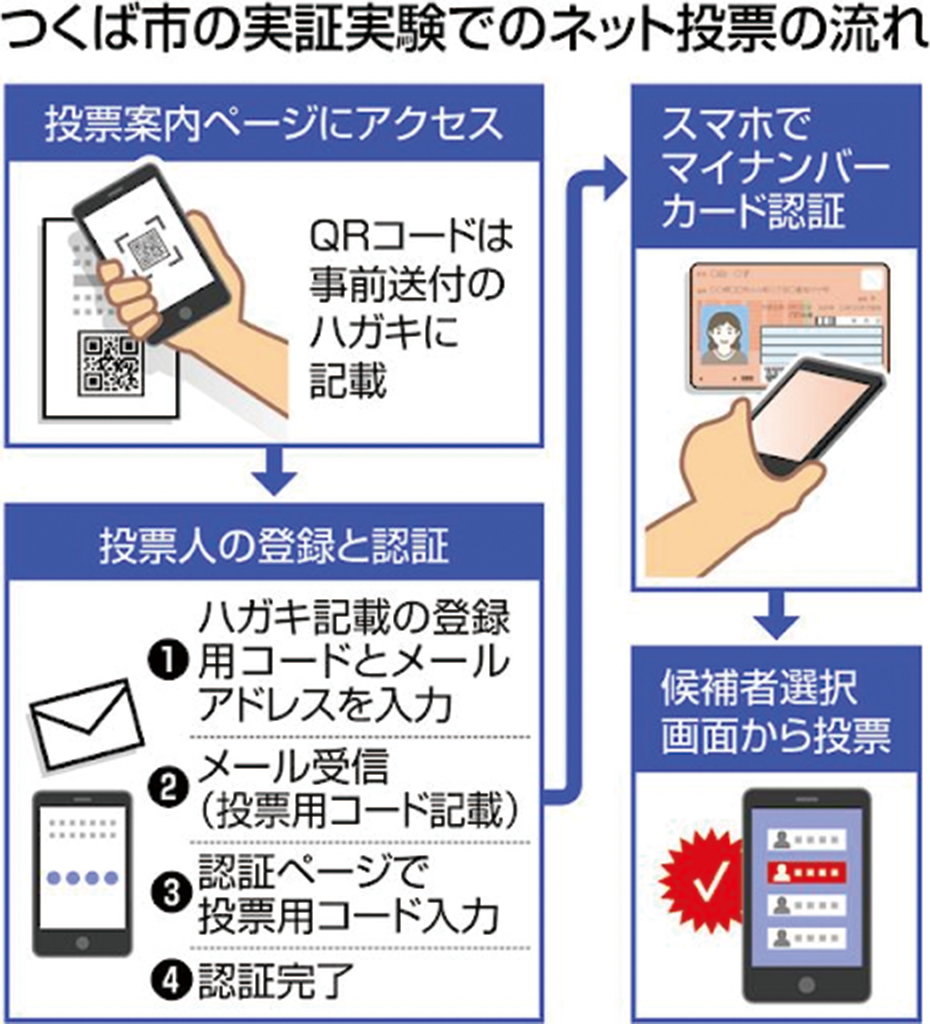 つくば市の実証実験でのネット投票の流れ
投票案内ページにアクセス
QRコードは
事前送付の
ハガキに
記載
投票人の登録と認証
❶ ハガキ記載の登録
用コードとメール
アドレスを入力
❷ メール受信
(投票用コード記載)
❸ 認証ページで
投票用コード入力
❹ 認証完了
スマホで
マイナンバー
カード認証
候補者選択
画面から投票